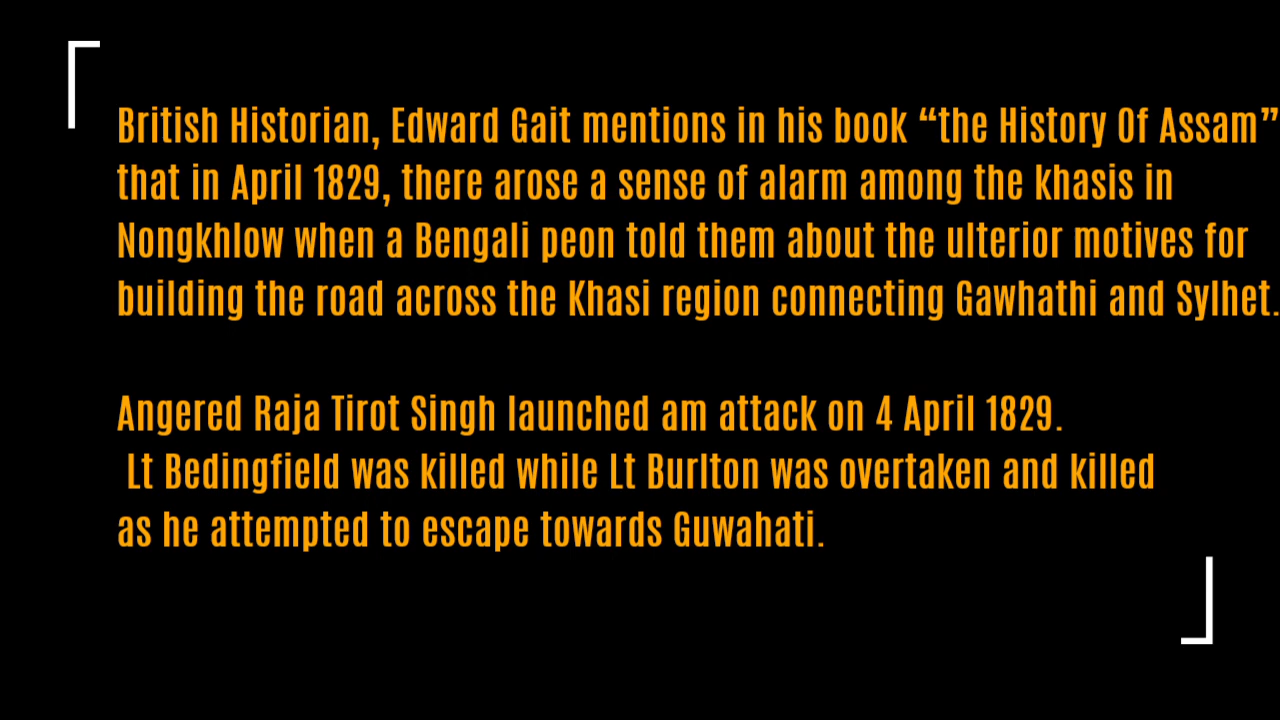 British Historian, Edward Gait mentions in his book “the History Of Assam”
that in April 1829, there arose a sense of alarm among the khasis in
Nongkhlow when a Bengali peon told them about the ulterior motives for
building the road across the Khasi region connecting Gawhathi and Sylhet.
Angered Raja Tirot Singh launched am attack on 4 April 1829.
Lt Bedingfield was killed while Lt Burlton was overtaken and killed
as he attempted to escape towards Guwahati.